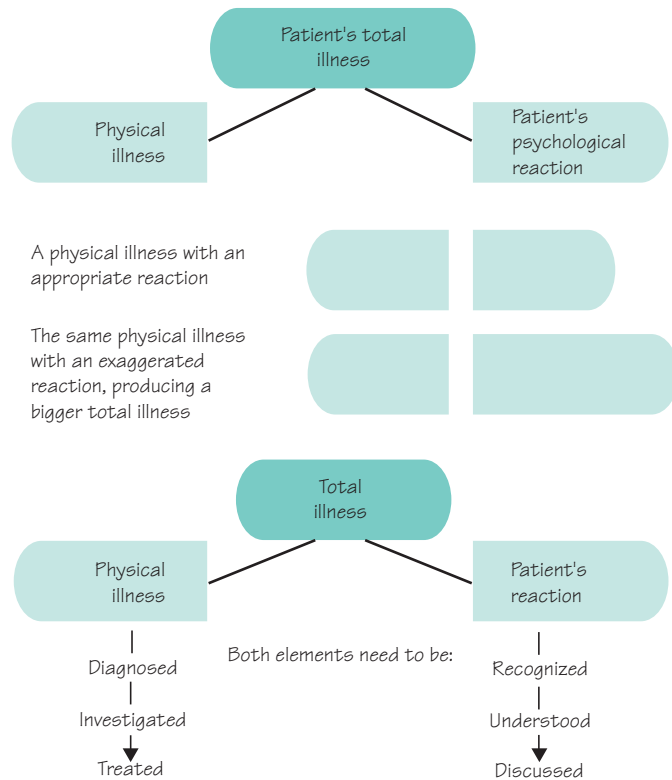 Patient's total
illness
Physical
illness
Patient's
psychological
reaction
A physical illness with an
appropriate reaction
The same physical illness
with an exaggerated
reaction, producing a
bigger total illness
Total
illness
Physical
illness
Patient's
reaction
Both elements need to be:
Diagnosed
Investigated
Treated
Recognized
Understood
Discussed